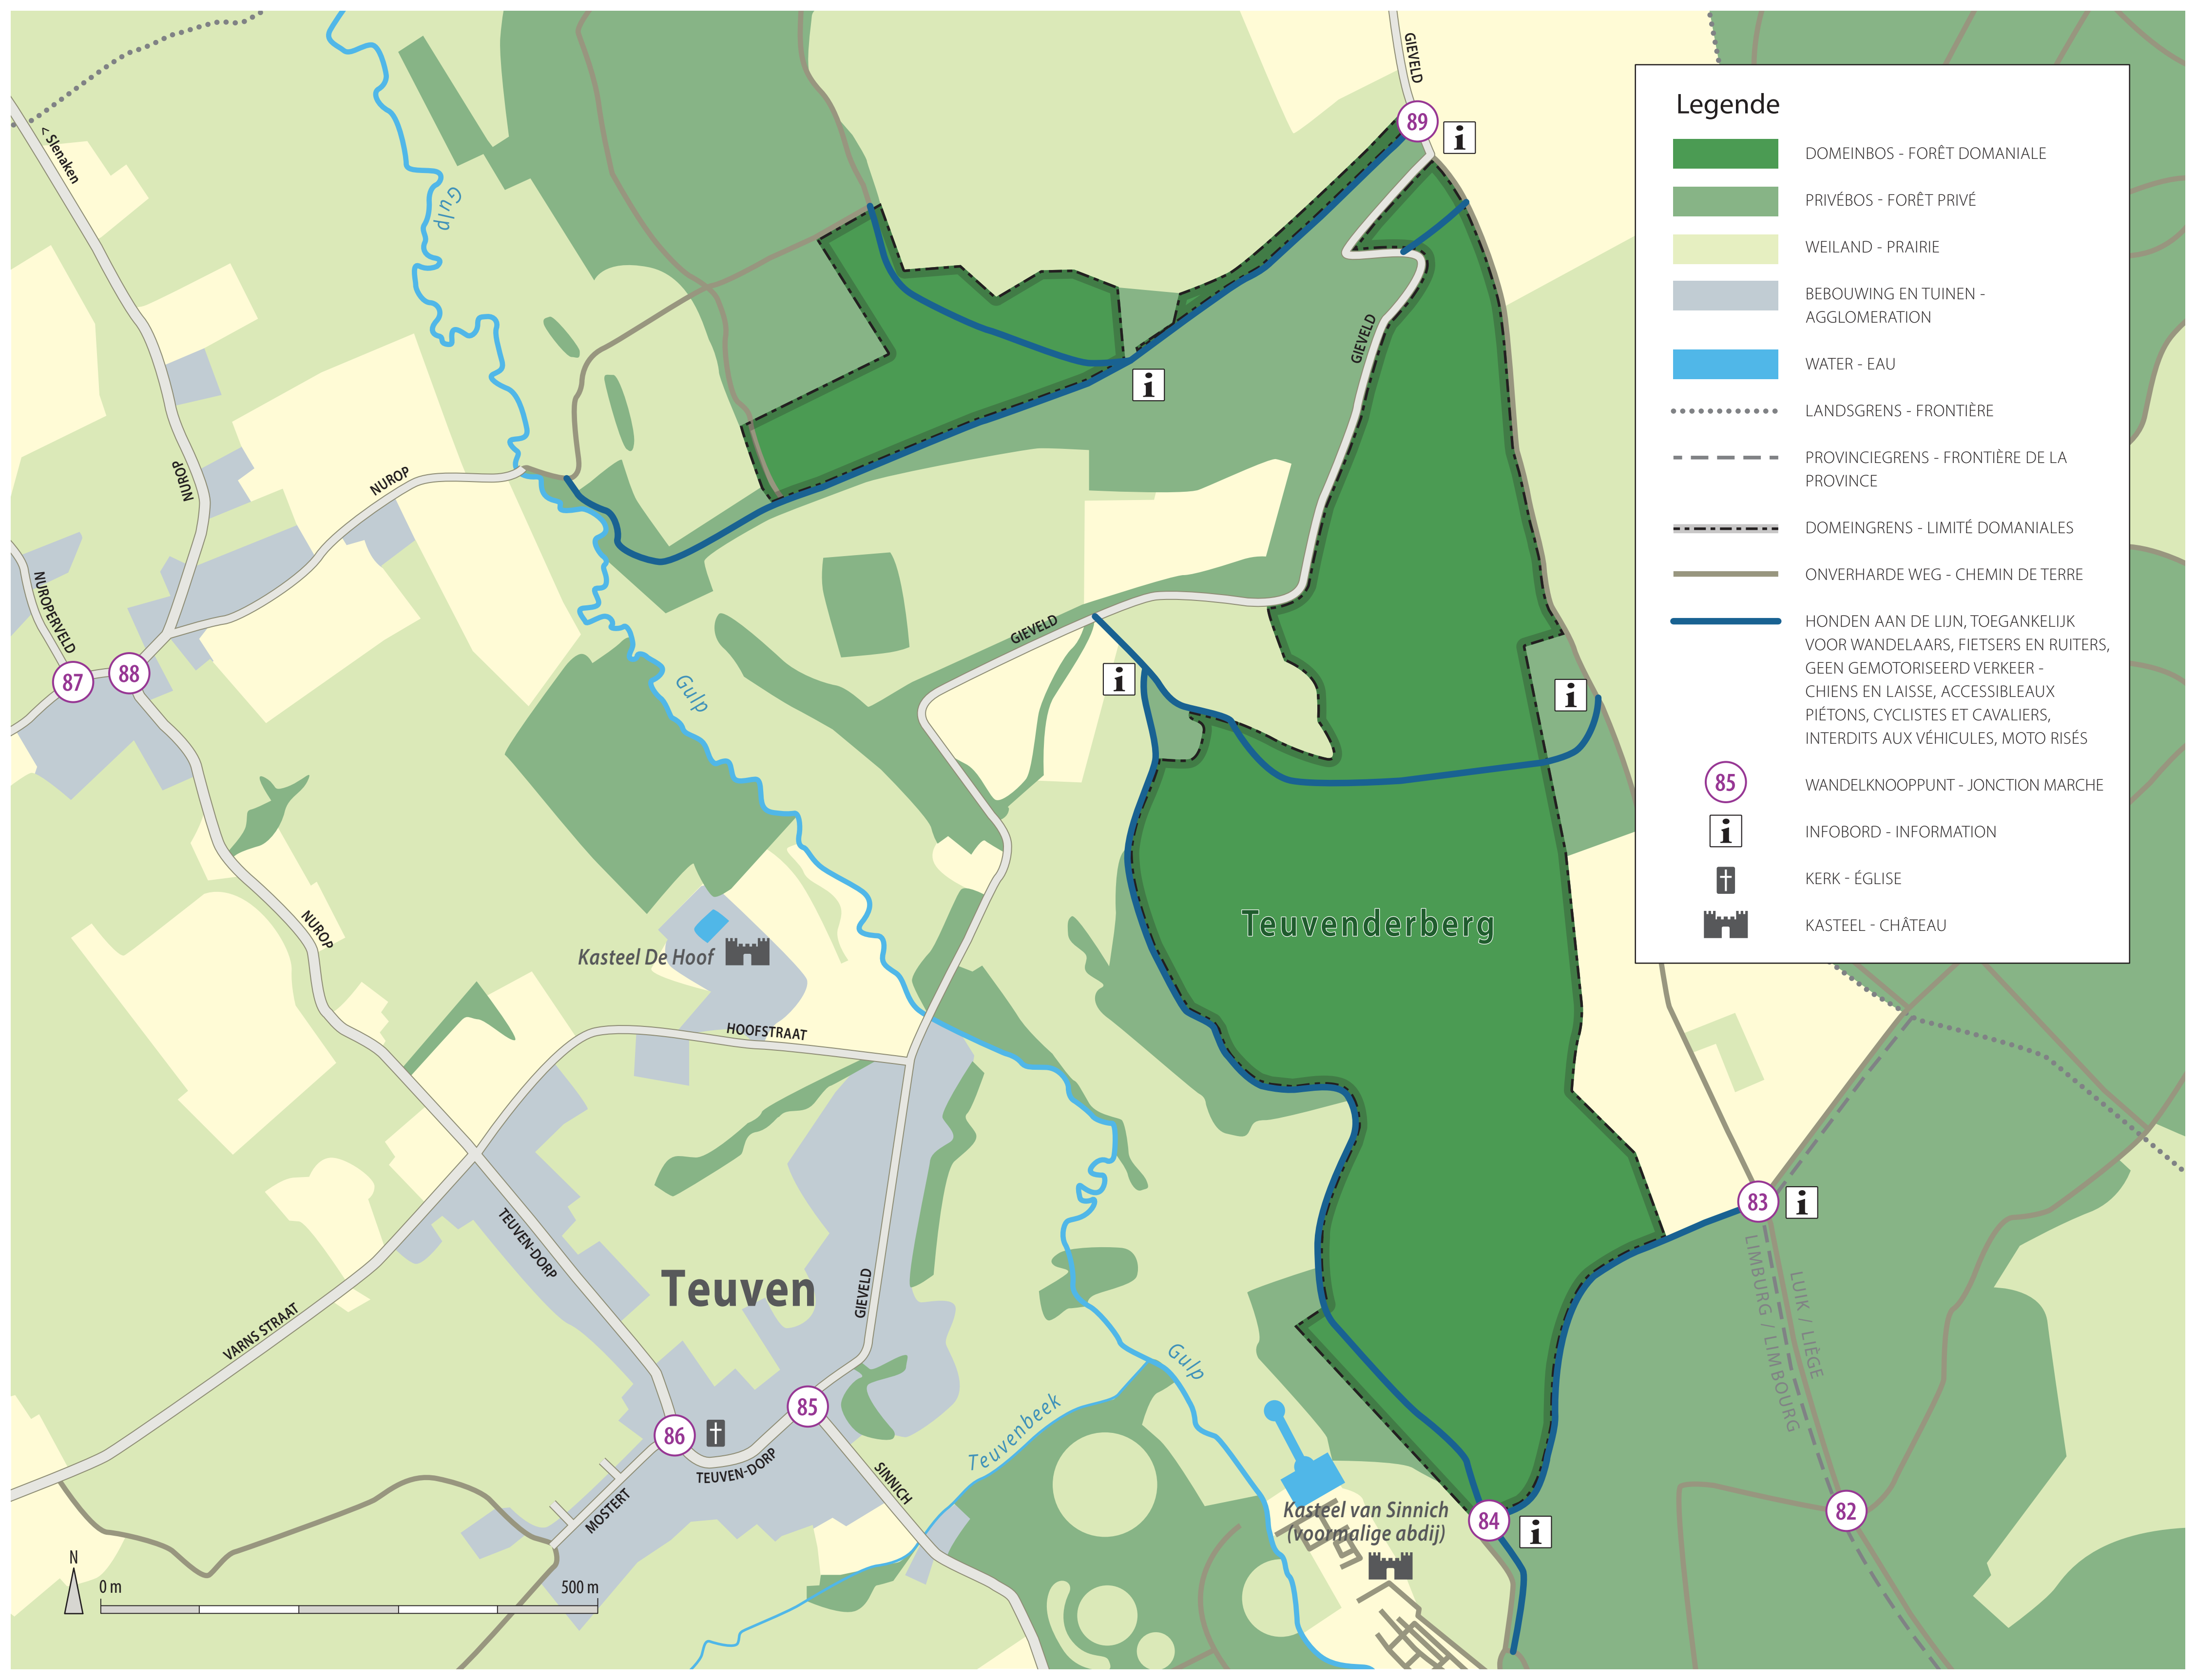 GIEVELD
89
i
< Slenaken
Gulp
Legende
DOMEINBOS - FORÊT DOMANIALE
PRIVÉBOS - FORÊT PRIVÉ
WEILAND - PRAIRIE
BEBOUWING EN TUINEN -
AGGLOMERATION
WATER - EAU
LANDSGRENS - FRONTIÈRE
PROVINCIEGRENS - FRONTIÈRE DE LA
PROVINCE
DOMEINGRENS - LIMITÉ DOMANIALES
ONVERHARDE WEG - CHEMIN DE TERRE
HONDEN AAN DE LIJN, TOEGANKELIJK
VOOR WANDELAARS, FIETSERS EN RUITERS,
GEEN GEMOTORISEERD VERKEER -
CHIENS EN LAISSE, ACCESSIBLEAUX
PIÉTONS, CYCLISTES ET CAVALIERS,
INTERDITS AUX VÉHICULES, MOTO RISÉS
85
WANDELKNOOPPUNT - JONCTION MARCHE
i
INFOBORD - INFORMATION
KERK - ÉGLISE
KASTEEL - CHÂTEAU
GIEVELD
i
NUROP
NUROP
NUROPERVELD
87
88
GIEVELD
i
i
Gulp
NUROP
Teuvenderberg
Kasteel De Hoof
HOOFSTRAAT
TEUVEN-DORP
83
i
LIMBURG / LIMBOURG
LUIK / LIÈGE
Teuven
GIEVELD
VARNS STRAAT
Gulp
85
86
TEUVEN-DORP
Teuvenbeek
SINNICH
MOSTERT
Kasteel van Sinnich
(voormalige abdij)
84
i
82
N
0 m
500 m